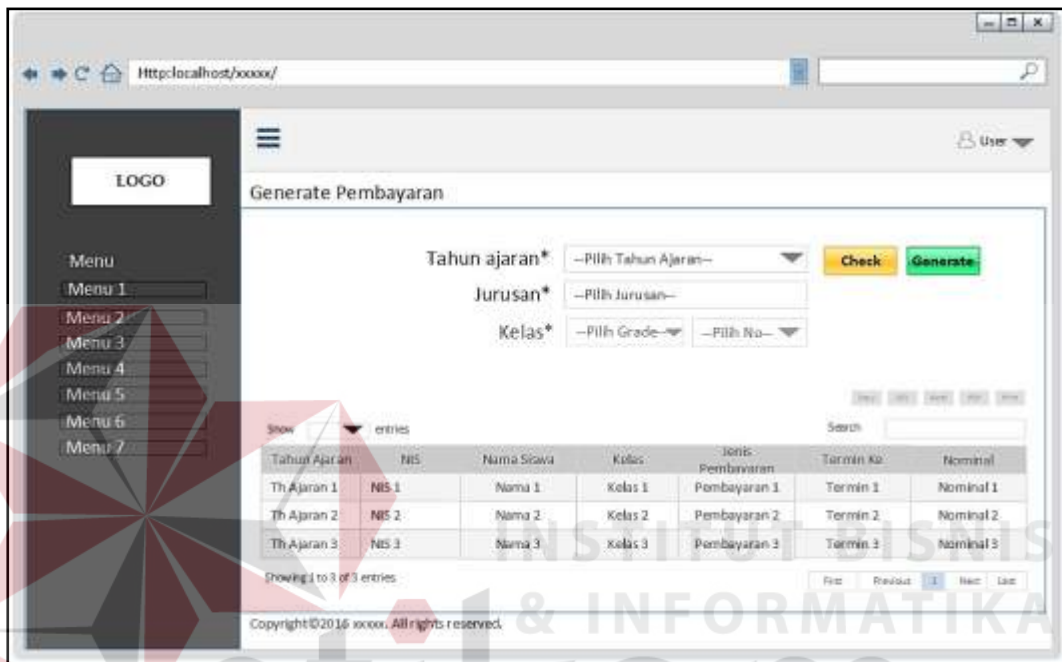 Http:localhost/xxxxx/
User
LOGO
Generate Pembayaran
Menu
Menu 1
Menu 2
Menu 3
Menu 4
Menu 5
Menu 6
Menu 7
Tahun ajaran* --Pilih Tahun Ajaran-- Check Generate
Jurusan* --Pilih Jurusan--
Kelas* --Pilih Grade-- --Pilih No--
Show entries Search
Tahun Ajaran NIS Nama Siswa Kelas Jenis Pembayaran Termin Ke Nominal
Th Ajaran 1 NIS 1 Nama 1 Kelas 1 Pembayaran 1 Termin 1 Nominal 1
Th Ajaran 2 NIS 2 Nama 2 Kelas 2 Pembayaran 2 Termin 2 Nominal 2
Th Ajaran 3 NIS 3 Nama 3 Kelas 3 Pembayaran 3 Termin 3 Nominal 3
Showing 1 to 3 of 3 entries First Previous 1 Next Last
Copyright©2016 xxxxx. All rights reserved.
INSTITUT BISNIS
& INFORMATIKA